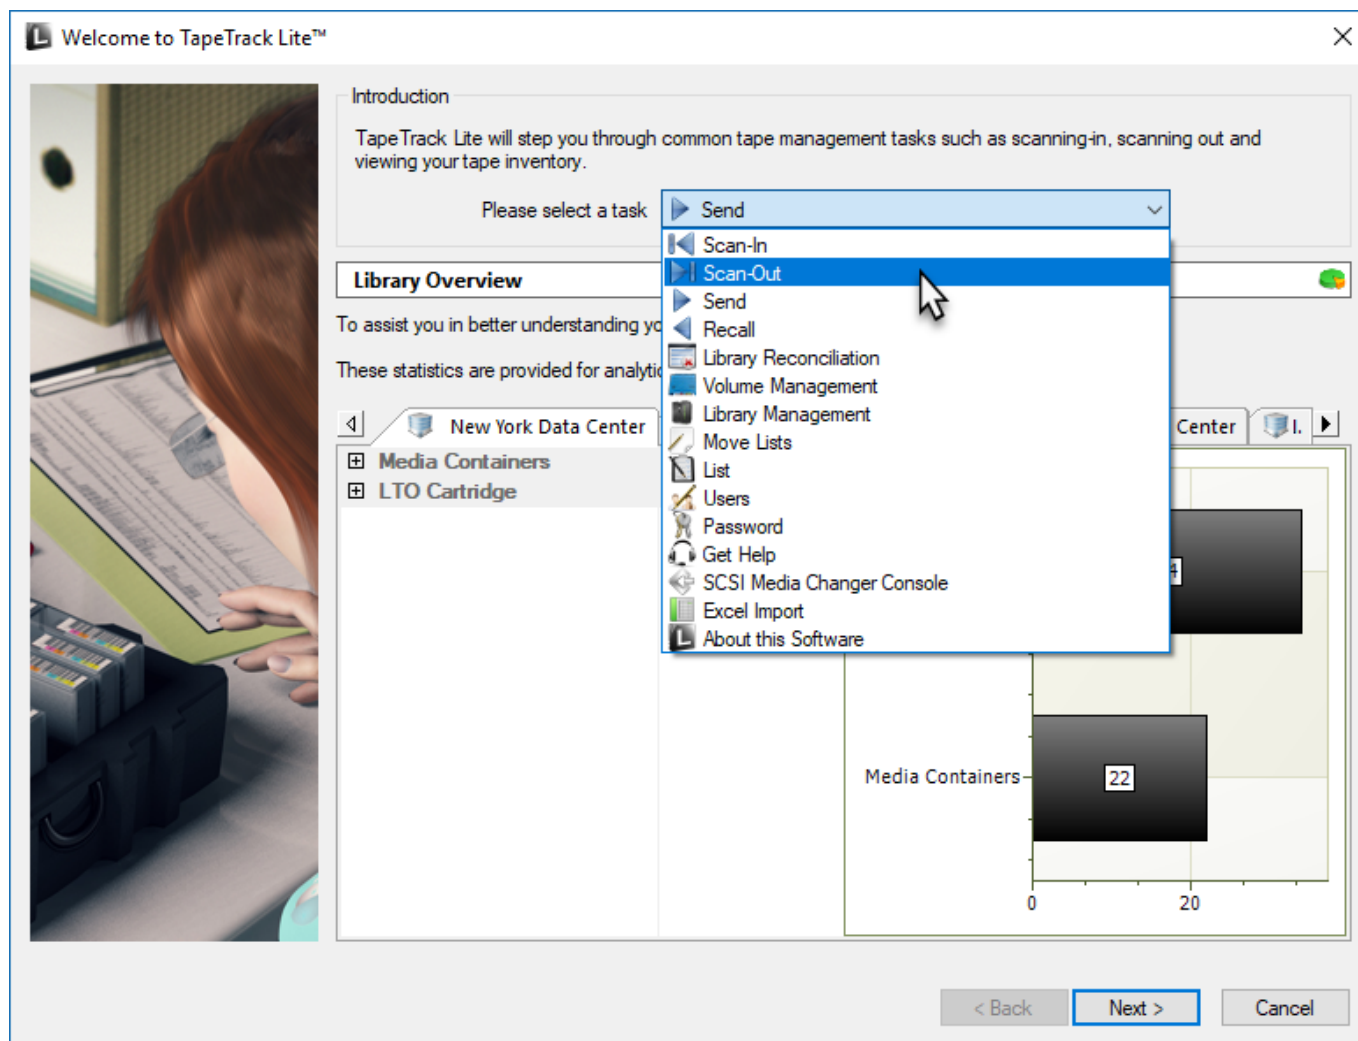 Welcome to TapeTrack Lite™
Introduction
TapeTrack Lite will step you through common tape management tasks such as scanning-in, scanning out and
viewing your tape inventory.
Please select a task
Send
Scan-In
Scan-Out
Send
Recall
Library Reconciliation
Volume Management
Library Management
Move Lists
List
Users
Password
Get Help
SCSI Media Changer Console
Excel Import
About this Software
Library Overview
To assist you in better understanding
These statistics are provided for
New York Data Center
Center
Media Containers
LTO Cartridge
Media Containers
22
0
20
< Back
Next >
Cancel